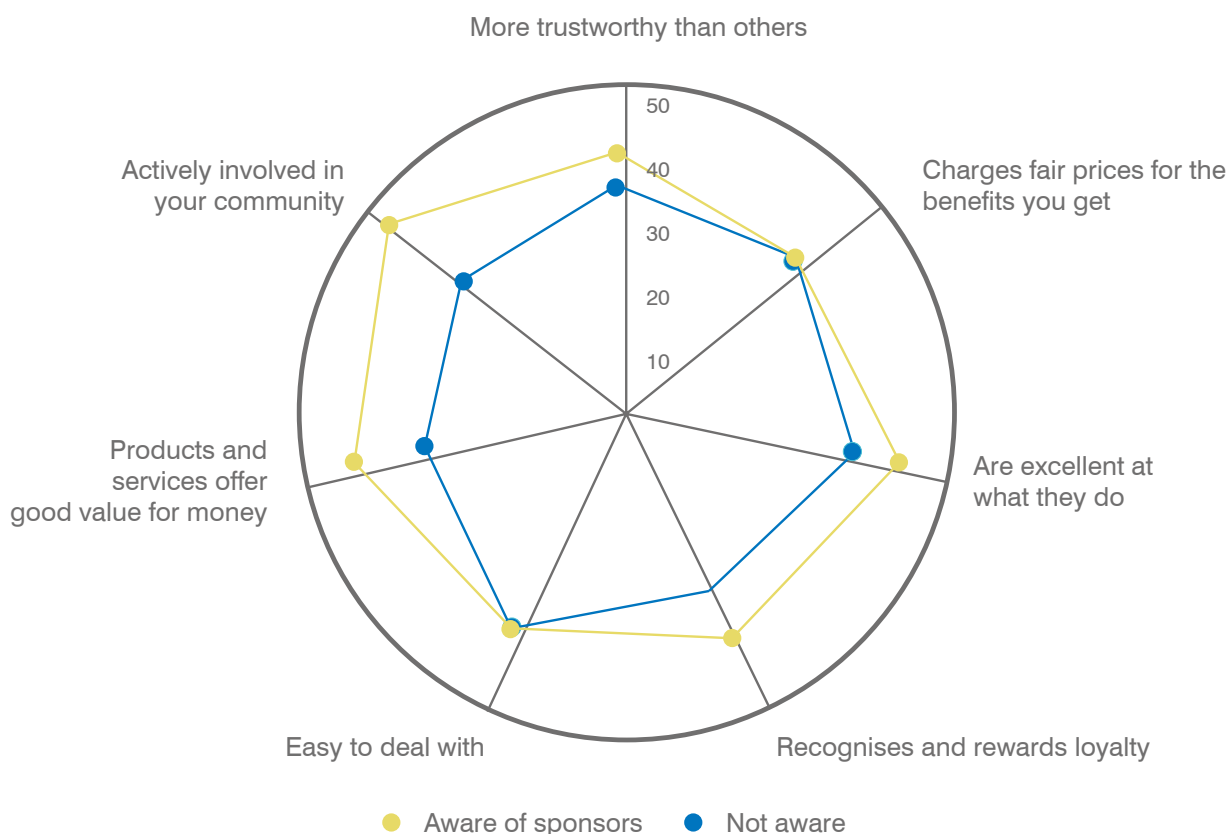 More trustworthy than others
50
40
30
20
10
Actively involved in
your community
Charges fair prices for the
benefits you get
Products and
services offer
good value for money
Are excellent at
what they do
Easy to deal with
Recognises and rewards loyalty
Aware of sponsors
Not aware